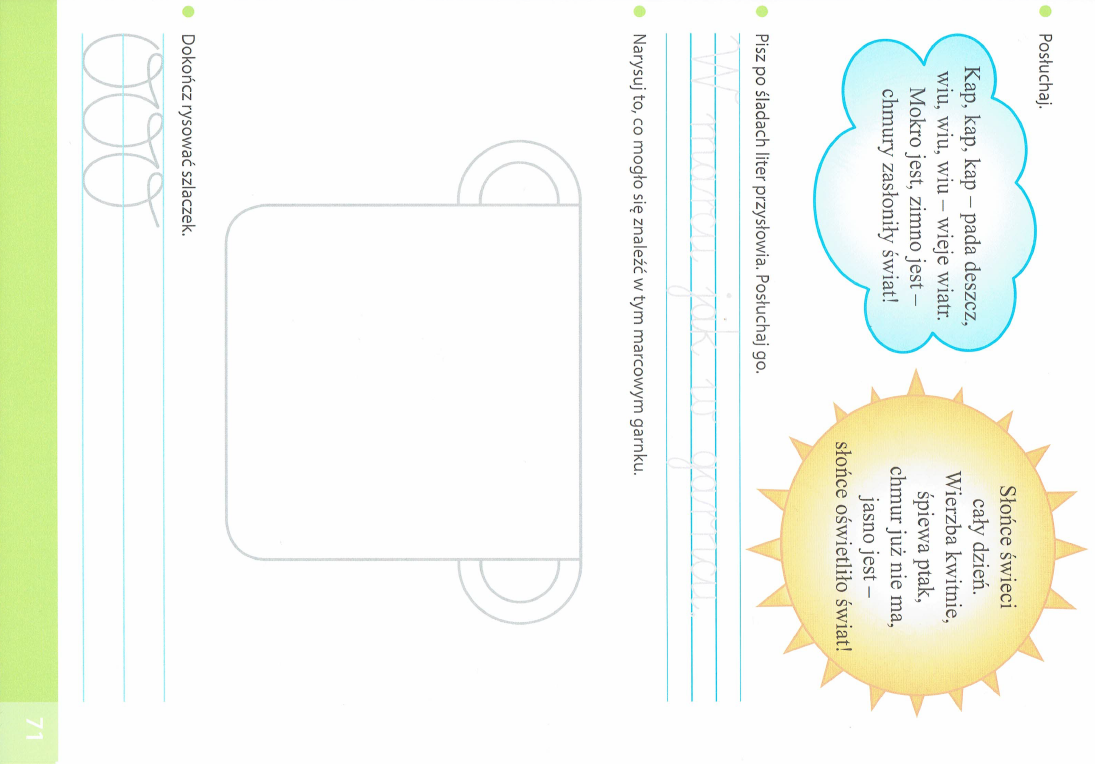 Posłuchaj.
Kap, kap, kap – pada deszcz,
wiu, wiu, wiu – wieje wiatr.
Mokro jest, zimno jest –
chmury zasłoniły świat!
Słońce świeci
cały dzień.
Wierzba kwitnie,
śpiewa ptak,
chmur już nie ma,
jasno jest –
słońce oświetliło świat!
Pisz po śladach liter przysłowia. Posłuchaj go.
W marcu, jak w garncu.
Narysuj to, co mogło się znaleźć w tym marcowym garnku.
Dokończ rysować szlaczek.
71